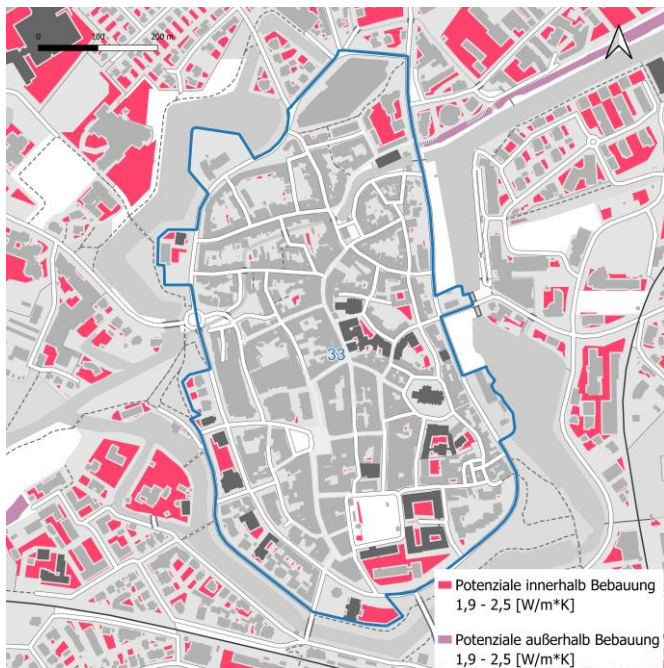 0 100 200 m
33
Potenziale innerhalb Bebauung
1,9 - 2,5 [W/m*K]
Potenziale außerhalb Bebauung
1,9 - 2,5 [W/m*K]